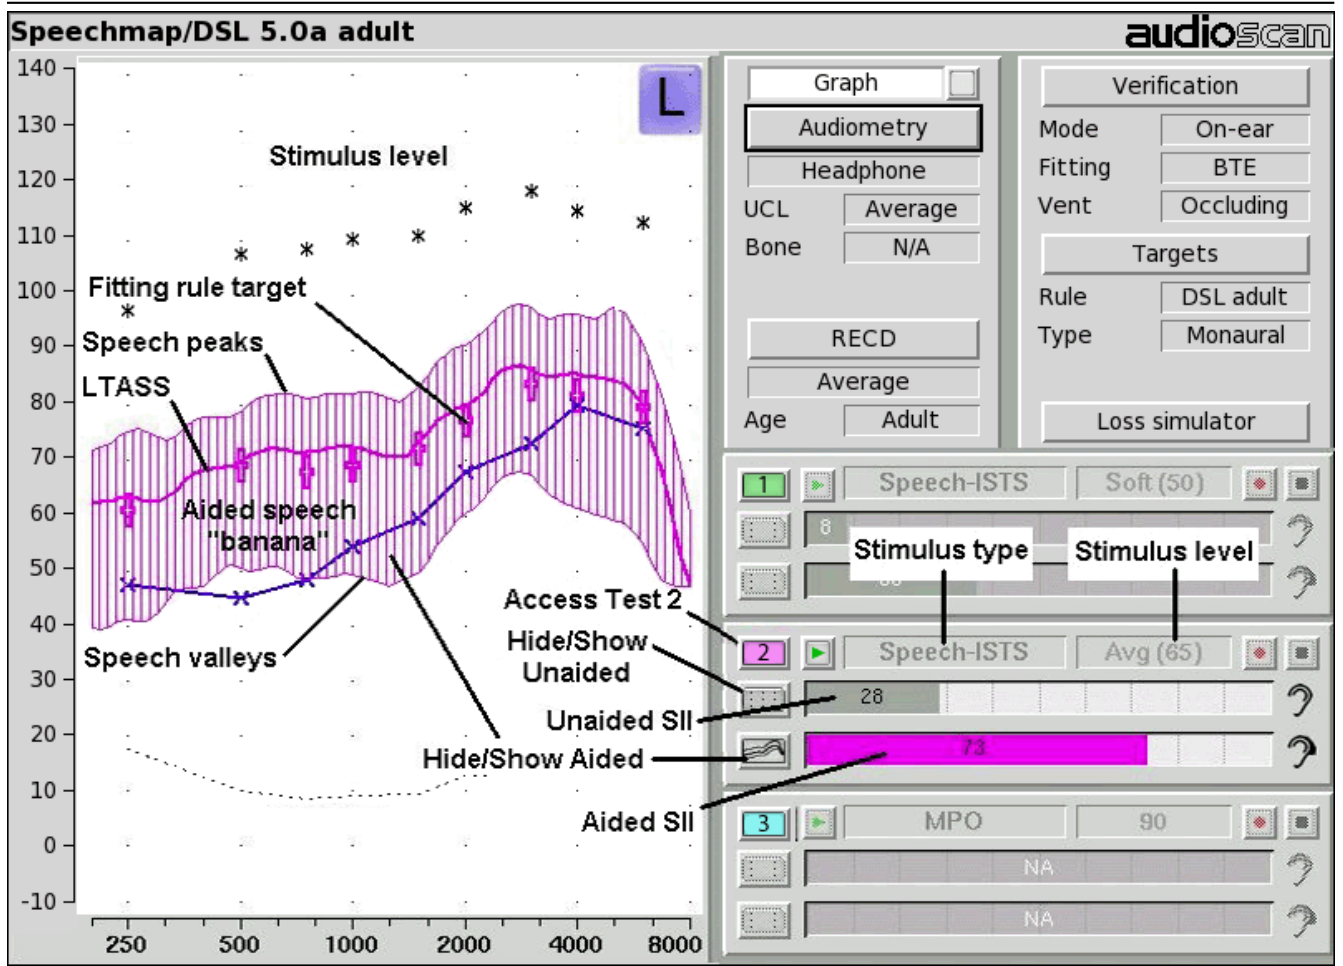 Speechmap/DSL 5.0a adult
audioscan
140
130
120
110
100
90
80
70
60
50
40
30
20
10
0
-10
250 500 1000 2000 4000 8000
L
Stimulus level
Fitting rule target
Speech peaks
LTASS
Aided speech
"banana"
Speech valleys
Access Test 2
Hide/Show
Unaided
Unaided SII
Hide/Show Aided
Aided SII
Graph
Audiometry
Headphone
UCL Average
Bone N/A
RECD
Average
Age Adult
Verification
Mode On-ear
Fitting BTE
Vent Occluding
Targets
Rule DSL adult
Type Monaural
Loss simulator
1 Speech-ISTS Soft (50)
8
Stimulus type Stimulus level
2 Speech-ISTS Avg (65)
28
73
3 MPO 90
NA
NA